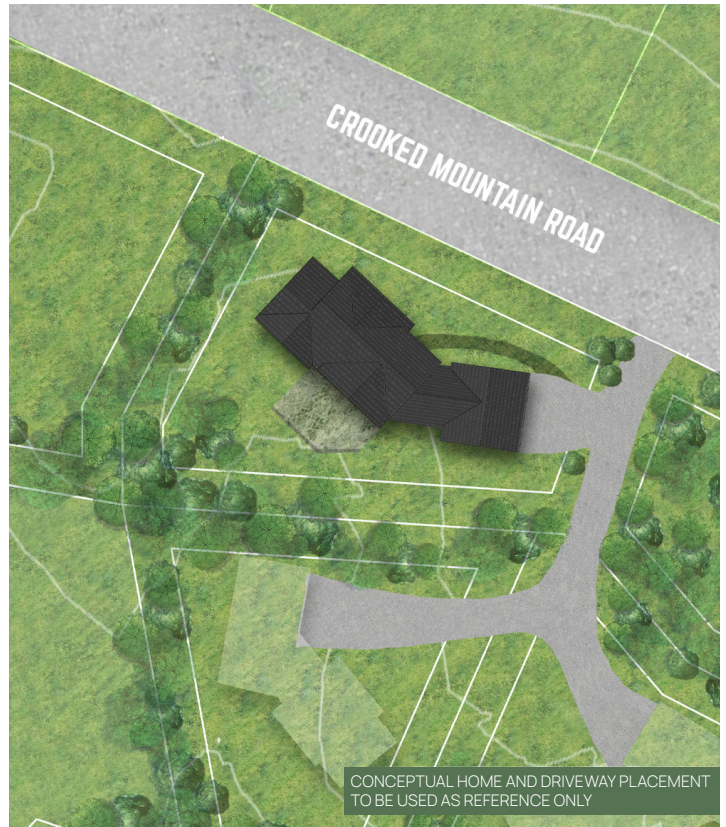 CROOKED MOUNTAIN ROAD
CONCEPTUAL HOME AND DRIVEWAY PLACEMENT
TO BE USED AS REFERENCE ONLY